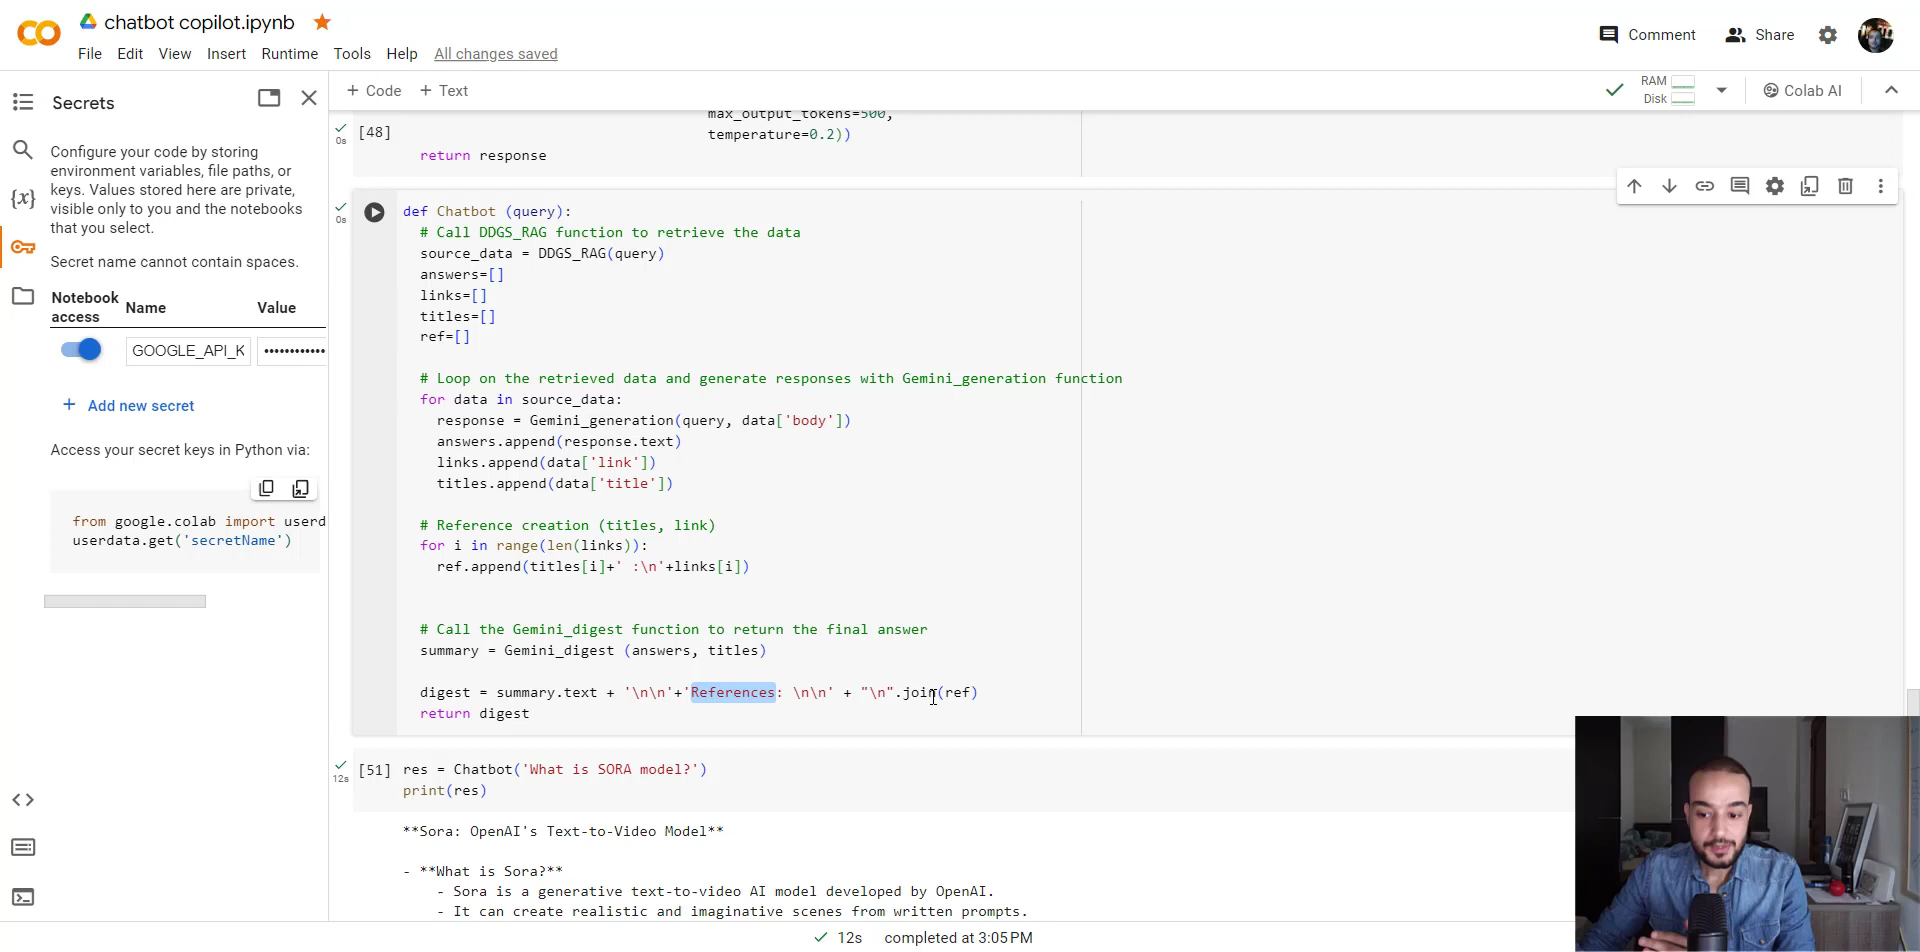 chatbot copilot.ipynb
File Edit View Insert Runtime Tools Help All changes saved
Comment Share
Secrets
+ Code + Text
RAM
Disk
Colab AI
Configure your code by storing
environment variables, file paths, or
keys. Values stored here are private,
visible only to you and the notebooks
that you select.
Secret name cannot contain spaces.
Notebook access Name Value
GOOGLE_API_K ••••••••••••
+ Add new secret
Access your secret keys in Python via:
from google.colab import userd
userdata.get('secretName')
{x}
max_output_tokens=500,
[48]
0s
temperature=0.2))
return response
0s
def Chatbot (query):
# Call DDGS_RAG function to retrieve the data
source_data = DDGS_RAG(query)
answers=[]
links=[]
titles=[]
ref=[]
# Loop on the retrieved data and generate responses with Gemini_generation function
for data in source_data:
response = Gemini_generation(query, data['body'])
answers.append(response.text)
links.append(data['link'])
titles.append(data['title'])
# Reference creation (titles, link)
for i in range(len(links)):
ref.append(titles[i]+' :\n'+links[i])
# Call the Gemini_digest function to return the final answer
summary = Gemini_digest (answers, titles)
digest = summary.text + '\n\n'+'References: \n\n' + "\n".join(ref)
return digest
12s
[51] res = Chatbot('What is SORA model?')
print(res)
**Sora: OpenAI's Text-to-Video Model**
- **What is Sora?**
- Sora is a generative text-to-video AI model developed by OpenAI.
- It can create realistic and imaginative scenes from written prompts.
12s completed at 3:05 PM